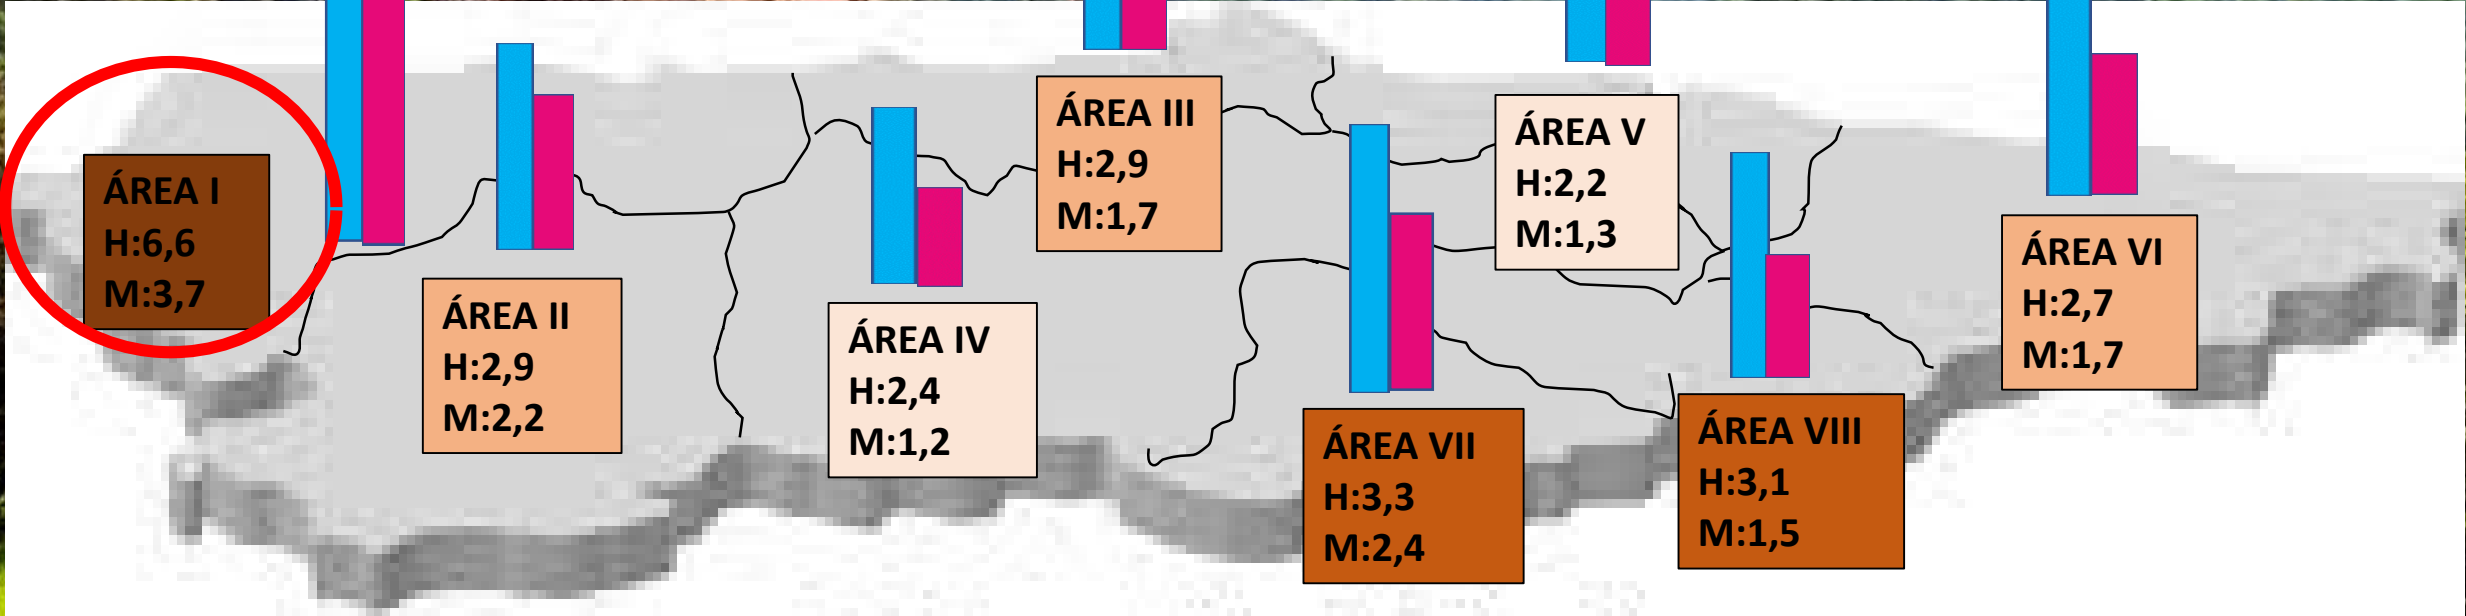 ÁREA I
H:6,6
M:3,7
ÁREA II
H:2,9
M:2,2
ÁREA III
H:2,9
M:1,7
ÁREA IV
H:2,4
M:1,2
ÁREA V
H:2,2
M:1,3
ÁREA VI
H:2,7
M:1,7
ÁREA VII
H:3,3
M:2,4
ÁREA VIII
H:3,1
M:1,5